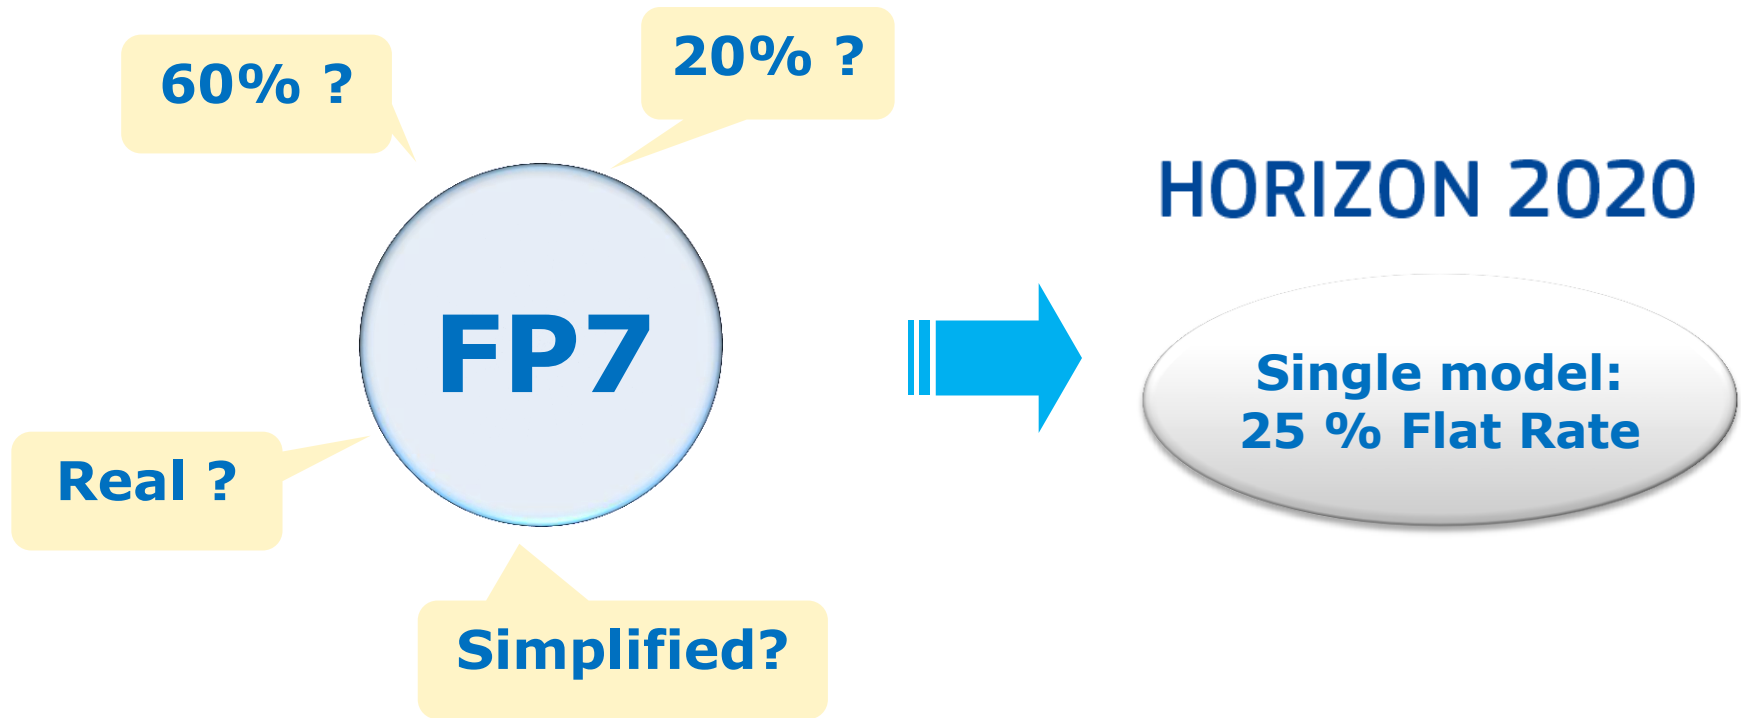 60% ?
20% ?
FP7
Real ?
Simplified?
HORIZON 2020
Single model:
25 % Flat Rate